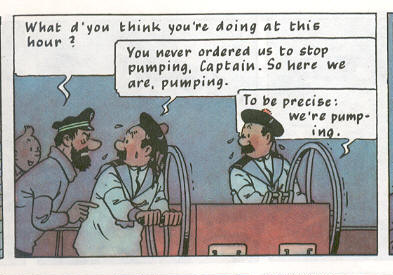 What d'you think you're doing at this
hour ?
You never ordered us to stop
pumping, Captain. So here we
are, pumping.
To be precise:
we're pump-
ing.